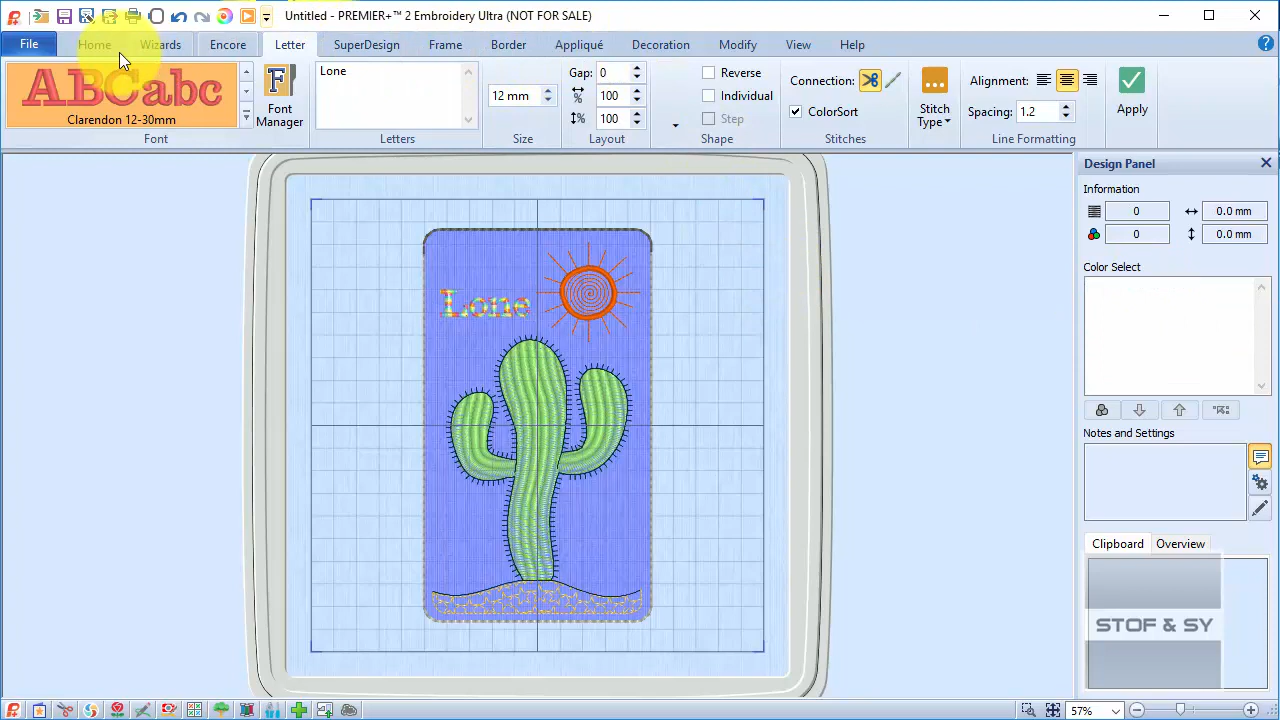 Untitled - PREMIER+™ 2 Embroidery Ultra (NOT FOR SALE)
File Home Wizards Encore Letter SuperDesign Frame Border Appliqué Decoration Modify View Help
ABCabc
Clarendon 12-30mm
Font
Font Manager
Lone
Letters
12 mm
Size
Gap: 0
100
100
Layout
Reverse
Individual
Step
Shape
Connection:
ColorSort
Stitches
Stitch Type
Alignment:
Spacing: 1.2
Line Formatting
Apply
Lone
Design Panel
Information
0 0.0 mm
0 0.0 mm
Color Select
Notes and Settings
Clipboard Overview
STOF & SY
57%